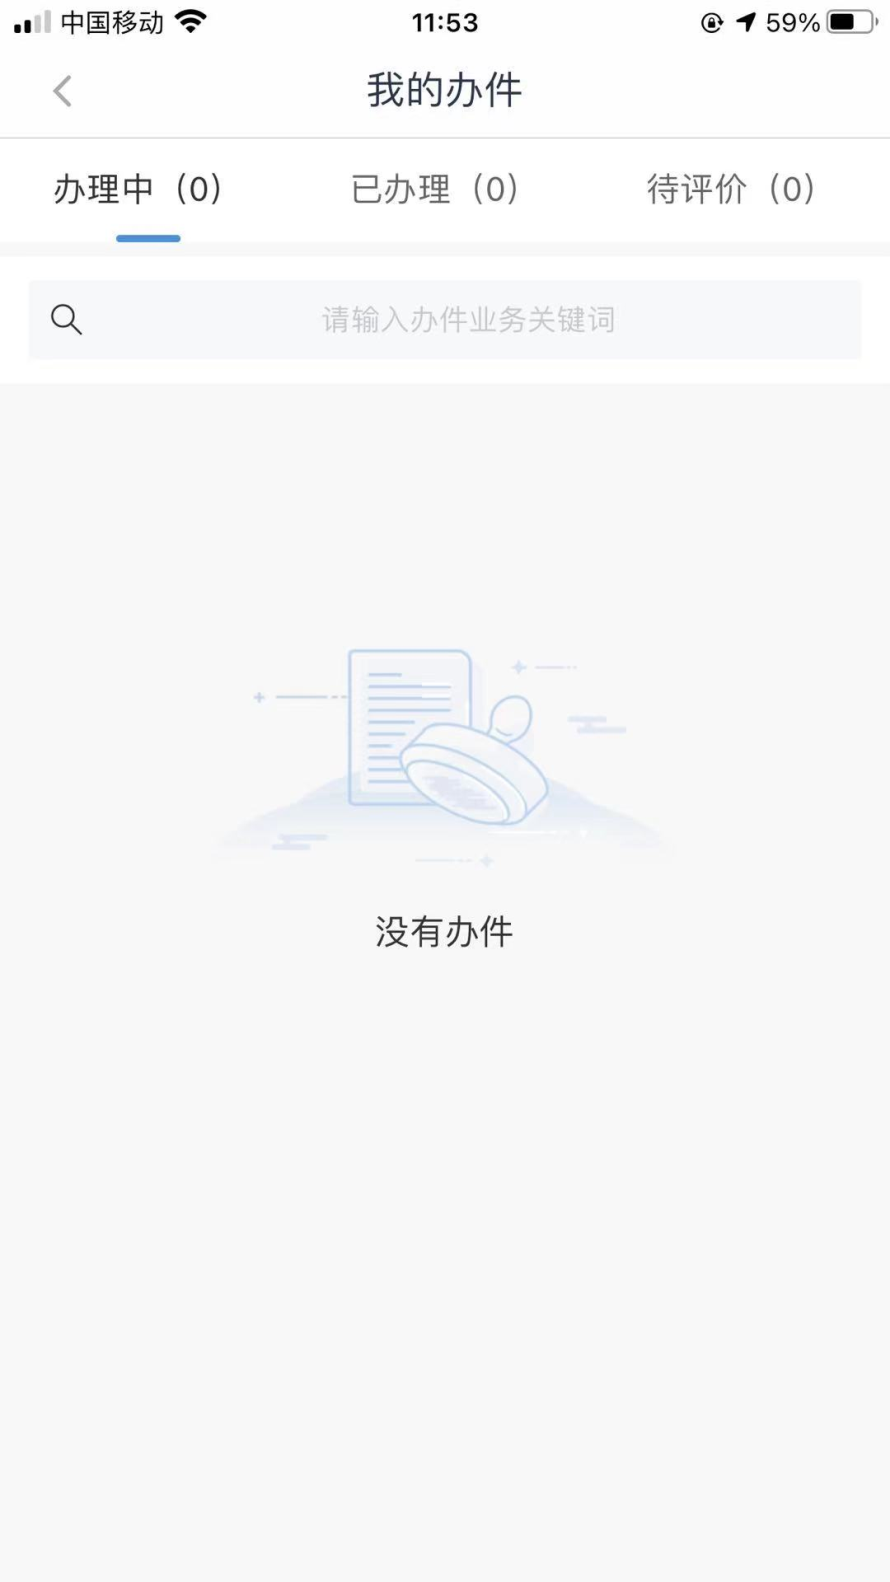 中国移动 11:53 59%
我的办件
办理中（0） 已办理（0） 待评价（0）
请输入办件业务关键词
没有办件